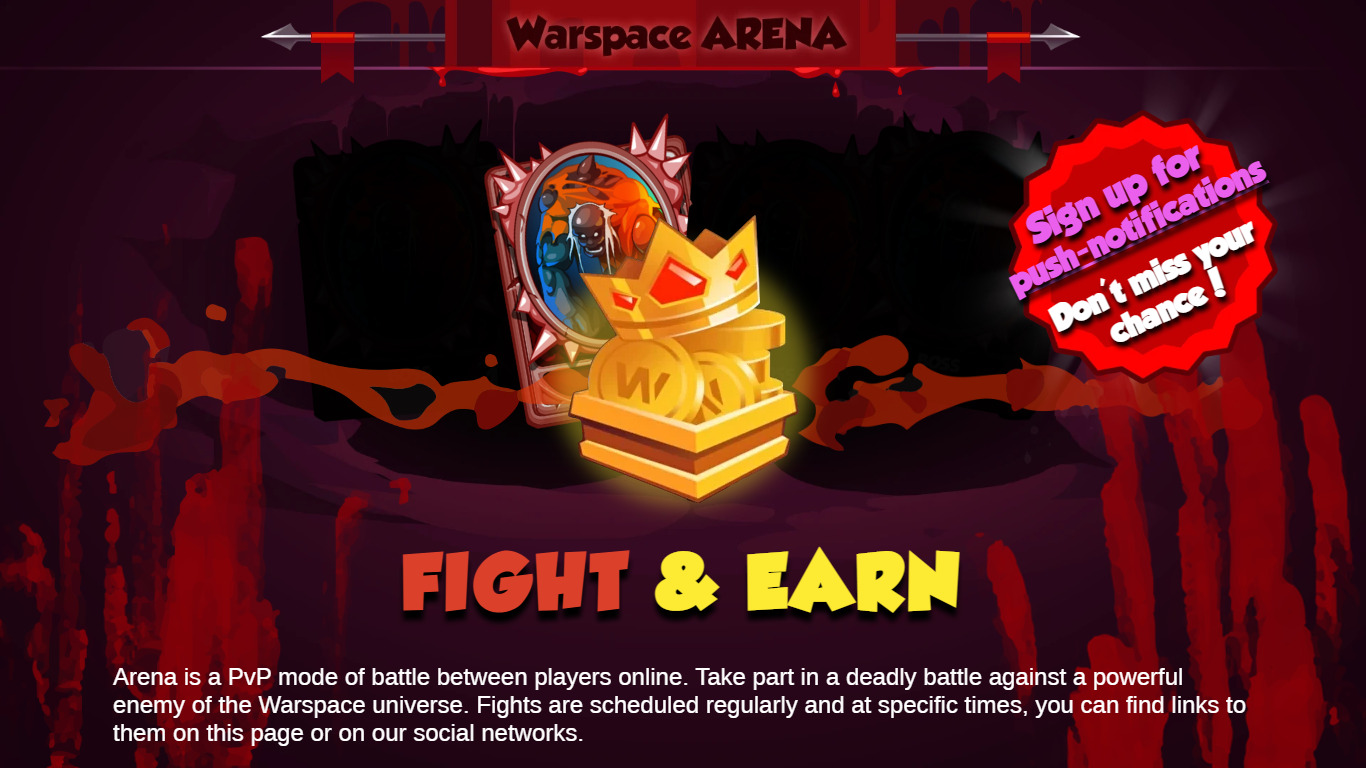 Warspace ARENA
Sign up for
push-notifications
Don't miss your
chance !
W
FIGHT & EARN
Arena is a PvP mode of battle between players online. Take part in a deadly battle against a powerful
enemy of the Warspace universe. Fights are scheduled regularly and at specific times, you can find links to
them on this page or on our social networks.